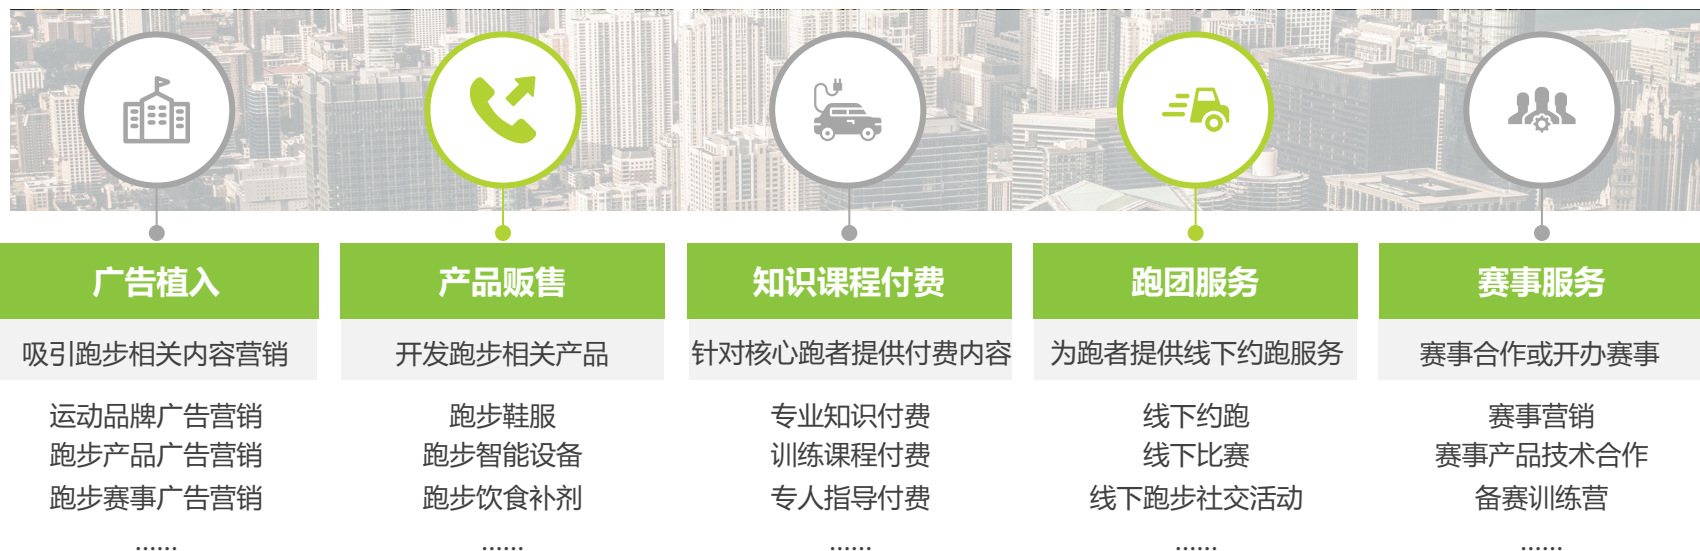 广告植入
吸引跑步相关内容营销
运动品牌广告营销
跑步产品广告营销
跑步赛事广告营销
......
产品贩售
开发跑步相关产品
跑步鞋服
跑步智能设备
跑步饮食补剂
......
知识课程付费
针对核心跑者提供付费内容
专业知识付费
训练课程付费
专人指导付费
......
跑团服务
为跑者提供线下约跑服务
线下约跑
线下比赛
线下跑步社交活动
......
赛事服务
赛事合作或开办赛事
赛事营销
赛事产品技术合作
备赛训练营
......